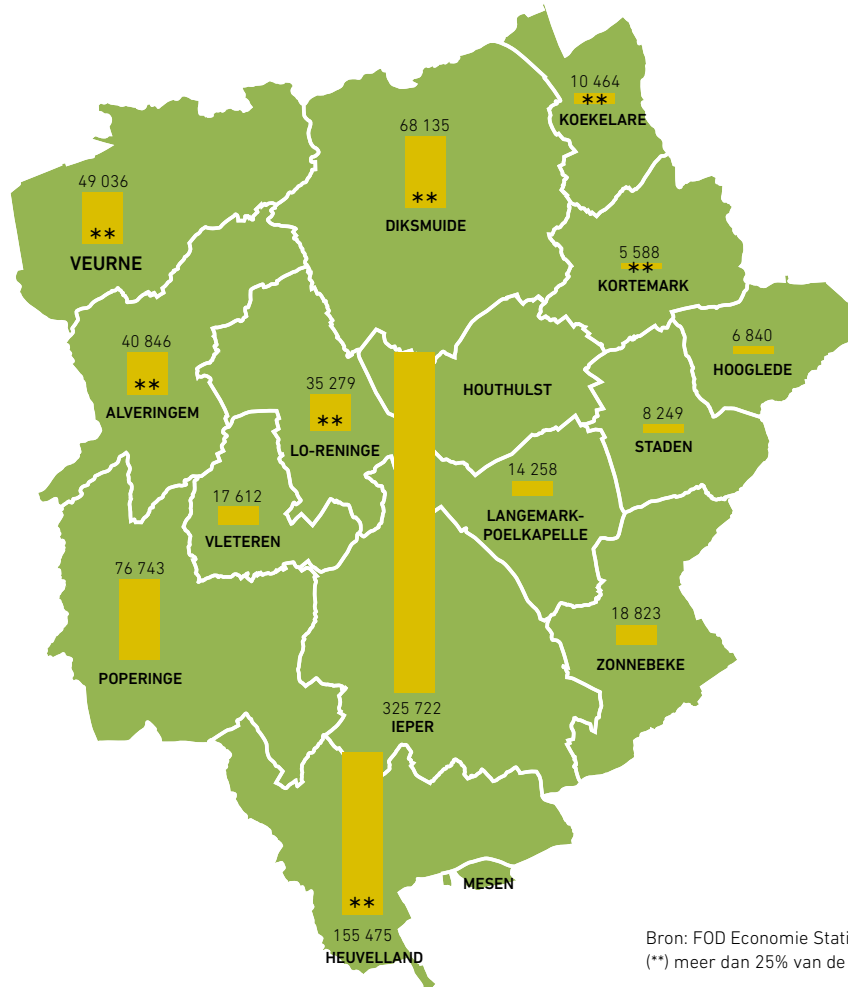 10 464
**
KOEKELARE
68 135
**
DIKSMUIDE
49 036
**
VEURNE
5 588
**
KORTEMARK
6 840
HOOGLEDE
40 846
**
ALVERINGEM
35 279
**
LO-RENINGE
HOUTHULST
8 249
STADEN
17 612
VLETEREN
14 258
LANGEMARK-
POELKAPELLE
76 743
POPERINGE
18 823
ZONNEBEKE
325 722
IEPER
MESEN
**
155 475
HEUVELLAND
Bron: FOD Economie Stati
(**) meer dan 25% van de